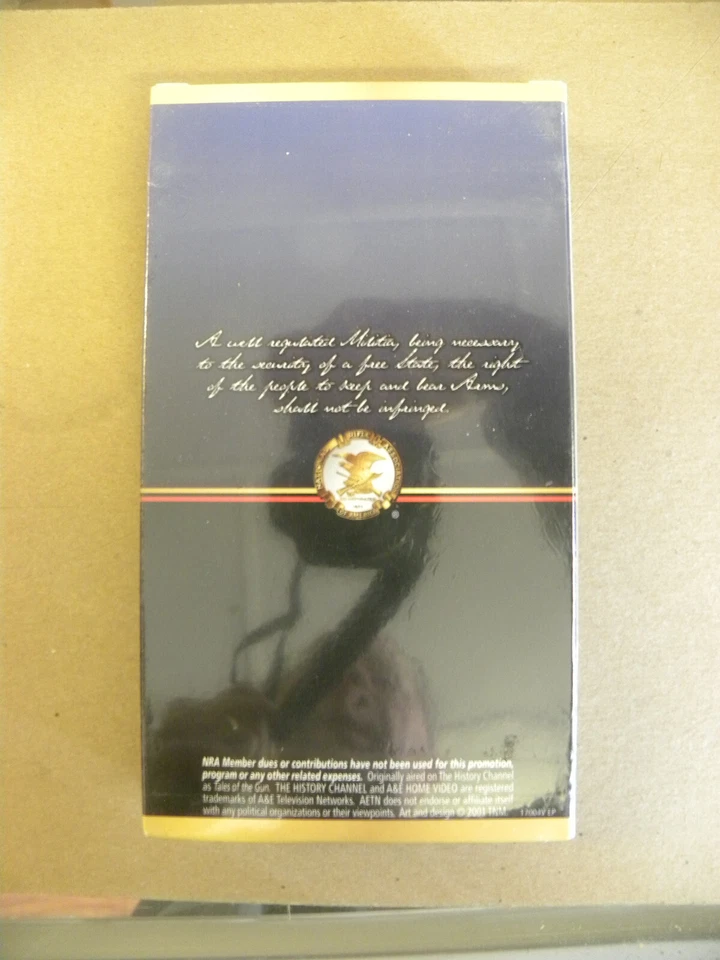 A well regulated Militia, being necessary
to the security of a free State, the right
of the people to keep and bear Arms,
shall not be infringed.
®
NRA Member dues or contributions have not been used for this promotion,
program or any other related expenses. Originally aired on The History Channel
as Tales of the Gun. THE HISTORY CHANNEL and A&E HOME VIDEO are registered
trademarks of A&E Television Networks. AETN does not endorse or affiliate itself
with any political organizations or their viewpoints. Art and design © 2001 TNM.